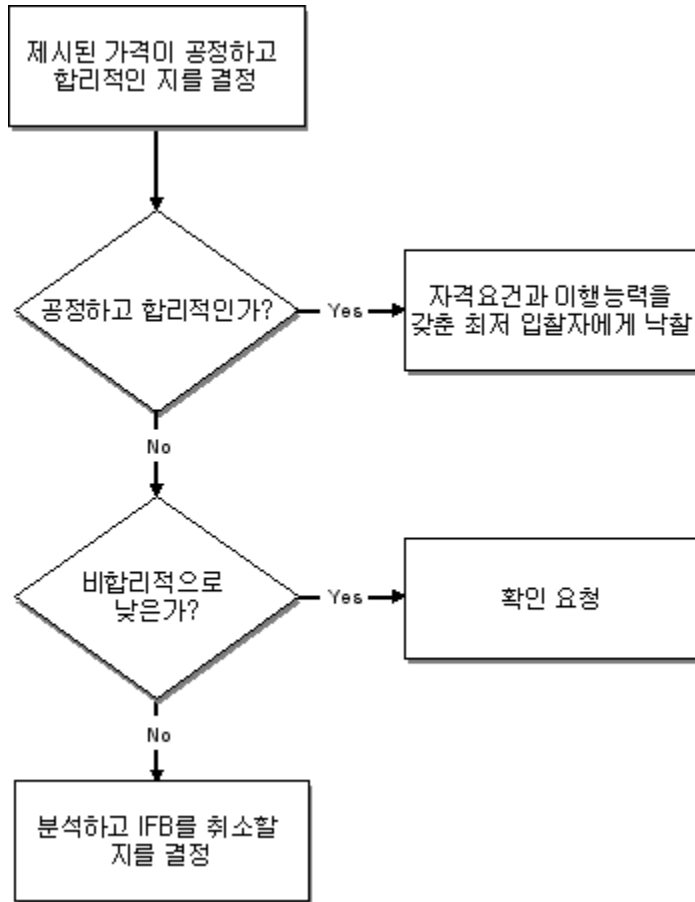 제시된 가격이 공정하고
합리적인 지를 결정
공정하고 합리적인가?
Yes
자격요건과 이행능력을
갖춘 최저 입찰자에게 낙찰
No
비합리적으로
낮은가?
Yes
확인 요청
No
분석하고 IFB를 취소할
지를 결정